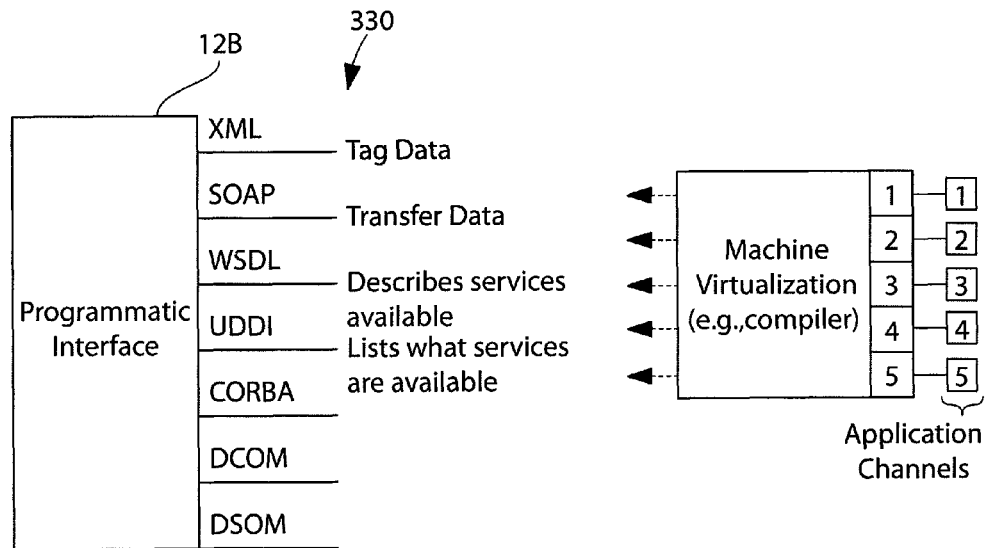 330
12B
XML
Tag Data
SOAP
Transfer Data
WSDL
Describes services
available
UDDI
Lists what services
are available
CORBA
DCOM
DSOM
Programmatic
Interface
Machine
Virtualization
(e.g.,compiler)
1 1
2 2
3 3
4 4
5 5
Application
Channels